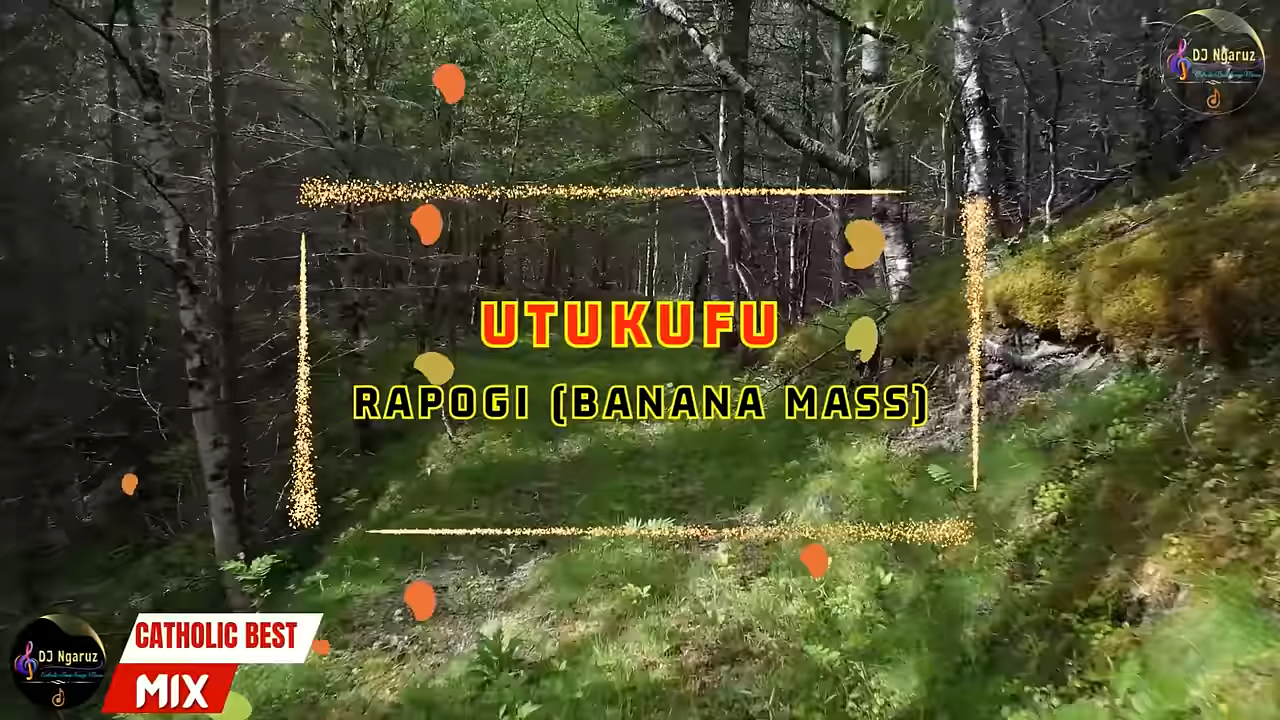 DJ Ngaruz
UTUKUFU
RAPOGI (BANANA MASS)
CATHOLIC BEST
MIX
DJ Ngaruz